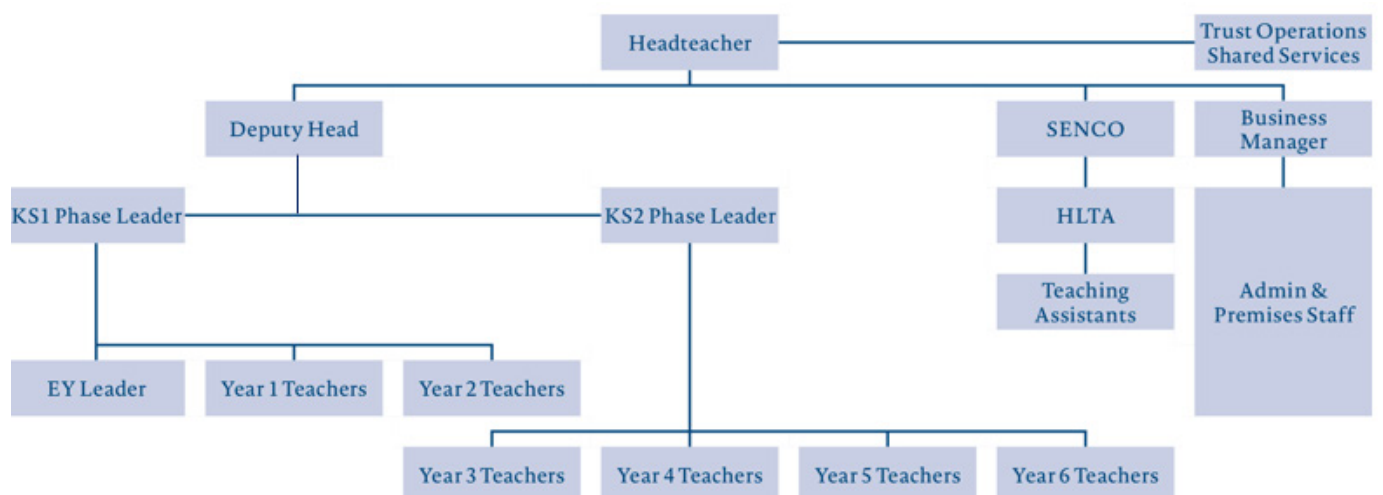 Headteacher
Trust Operations
Shared Services
Deputy Head
SENCO
Business
Manager
KS1 Phase Leader
KS2 Phase Leader
HLTA
Teaching
Assistants
Admin &
Premises Staff
EY Leader
Year 1 Teachers
Year 2 Teachers
Year 3 Teachers
Year 4 Teachers
Year 5 Teachers
Year 6 Teachers